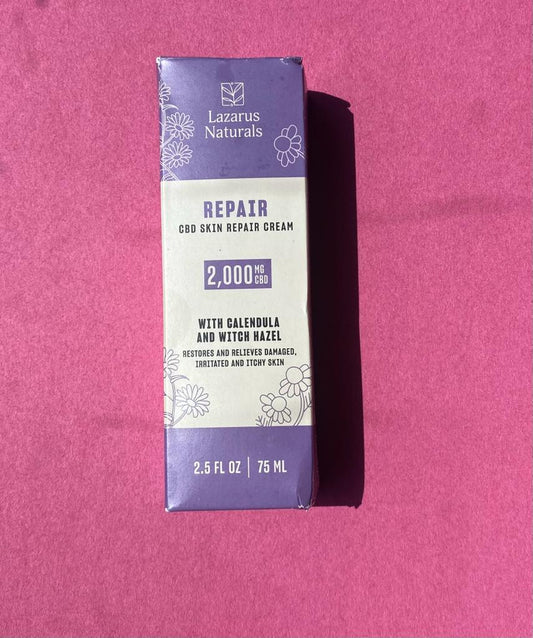 Lazarus
Naturals
REPAIR
CBD SKIN REPAIR CREAM
2,000 MG CBD
WITH CALENDULA
AND WITCH HAZEL
RESTORES AND RELIEVES DAMAGED,
IRRITATED AND ITCHY SKIN
2.5 FL OZ | 75 ML